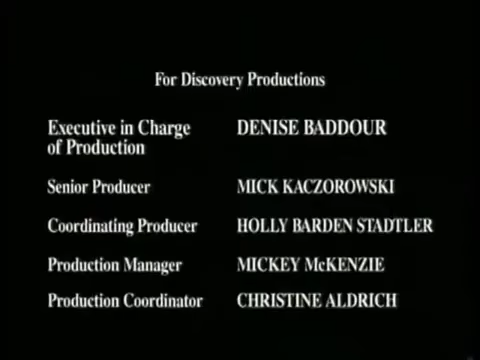 For Discovery Productions
Executive in Charge of Production DENISE BADDOUR
Senior Producer MICK KACZOROWSKI
Coordinating Producer HOLLY BARDEN STADTLER
Production Manager MICKEY McKENZIE
Production Coordinator CHRISTINE ALDRICH